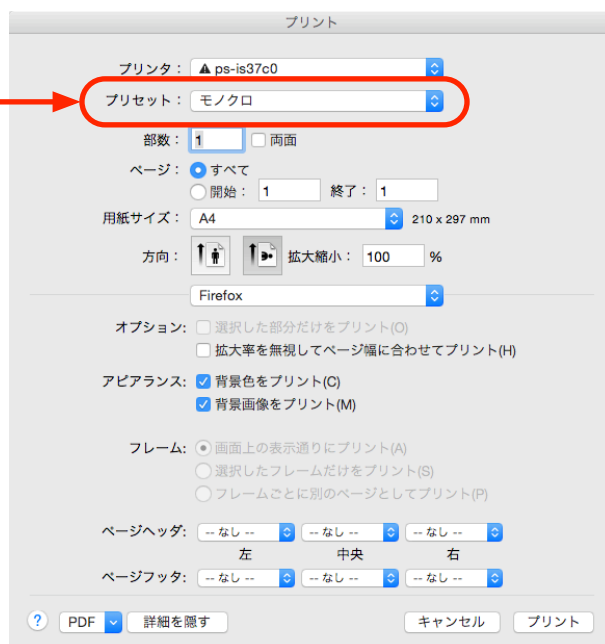 プリント
プリンタ： ps-is37c0
プリセット： モノクロ
部数： 1 両面
ページ： すべて
開始： 1 終了： 1
用紙サイズ： A4 210 x 297 mm
方向： 拡大縮小： 100 %
Firefox
オプション: 選択した部分だけをプリント(O)
拡大率を無視してページ幅に合わせてプリント(H)
アピアランス: 背景色をプリント(C)
背景画像をプリント(M)
フレーム: 画面上の表示通りにプリント(A)
選択したフレームだけをプリント(S)
フレームごとに別のページとしてプリント(P)
ページヘッダ: -- なし -- -- なし -- -- なし --
左 中央 右
ページフッタ: -- なし -- -- なし -- -- なし --
? PDF 詳細を隠す キャンセル プリント